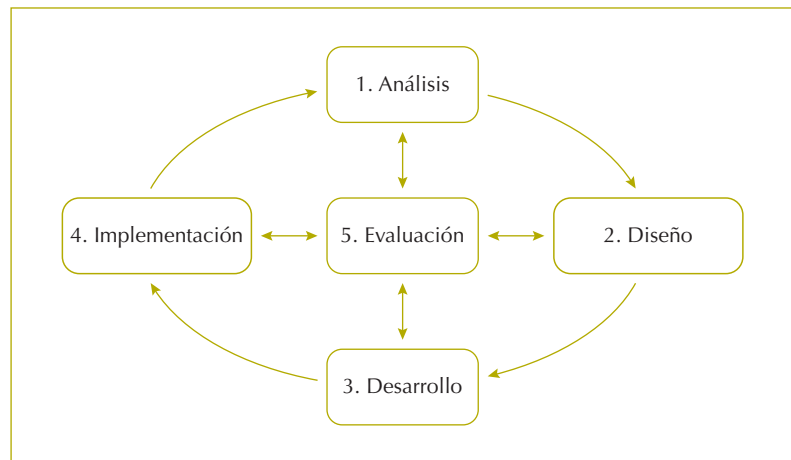 1. Análisis
4. Implementación
5. Evaluación
2. Diseño
3. Desarrollo